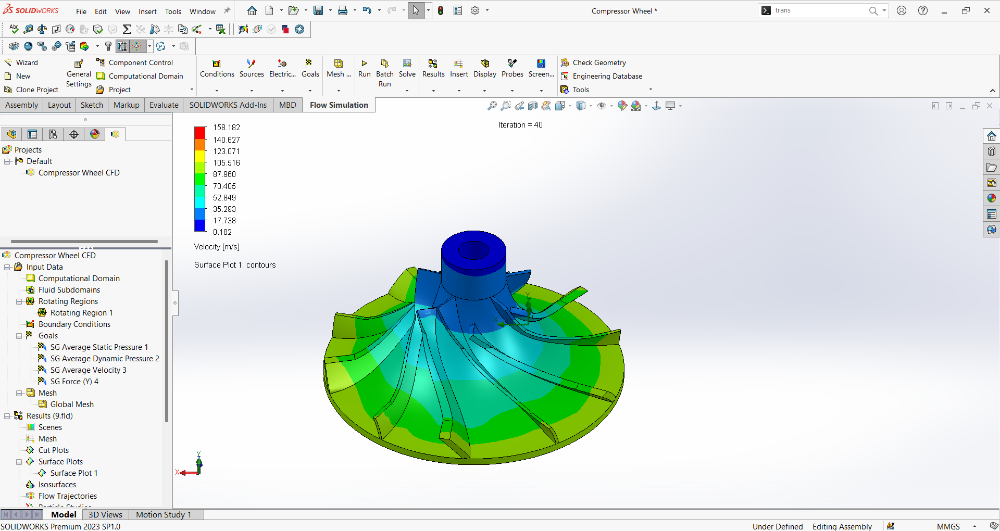 SOLIDWORKS File Edit View Insert Tools Window Compressor Wheel * trans
Abc
Wizard
New
Clone Project
General Settings
Component Control
Computational Domain
Project
Conditions Sources Electric... Goals Mesh ... Run Batch Run Solve Results Insert Display Probes Screen...
Check Geometry
Engineering Database
Tools
Assembly Layout Sketch Markup Evaluate SOLIDWORKS Add-Ins MBD Flow Simulation
Projects
Default
Compressor Wheel CFD
Compressor Wheel CFD
Input Data
Computational Domain
Fluid Subdomains
Rotating Regions
Rotating Region 1
Boundary Conditions
Goals
SG Average Static Pressure 1
SG Average Dynamic Pressure 2
SG Average Velocity 3
SG Force (Y) 4
Mesh
Global Mesh
Results (9.fld)
Scenes
Mesh
Cut Plots
Surface Plots
Surface Plot 1
Isosurfaces
Flow Trajectories
Particle Studies
158.182
140.627
123.071
105.516
87.960
70.405
52.849
35.293
17.738
0.182
Velocity [m/s]
Surface Plot 1: contours
Iteration = 40
Y
X
Y
X
Model 3D Views Motion Study 1
SOLIDWORKS Premium 2023 SP1.0 Under Defined Editing Assembly MMGS